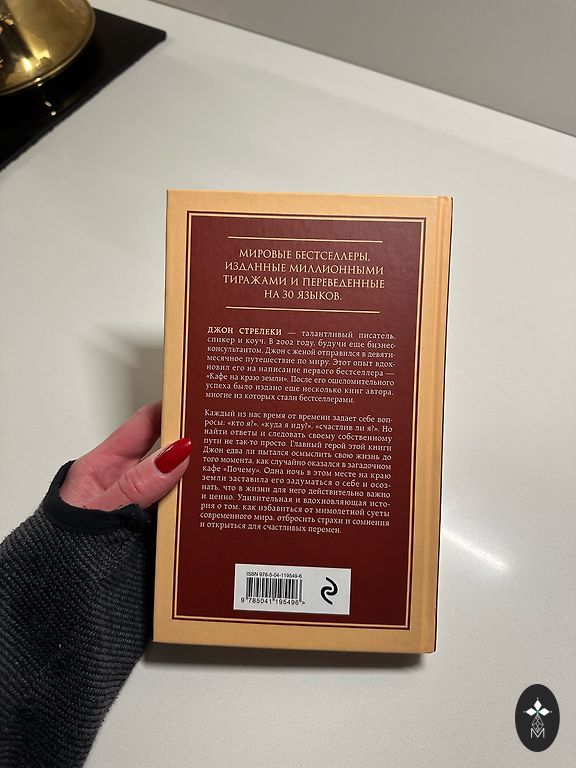 МИРОВЫЕ БЕСТСЕЛЛЕРЫ,
ИЗДАННЫЕ МИЛЛИОННЫМИ
ТИРАЖАМИ И ПЕРЕВЕДЕННЫЕ
НА 30 ЯЗЫКОВ.
ДЖОН СТРЕЛЕКИ — талантливый писатель,
спикер и коуч. В 2002 году, будучи еще бизнес-
консультантом, Джон с женой отправился в девяти-
месячное путешествие по миру. Этот опыт вдох-
новил его на написание первого бестселлера —
«Кафе на краю земли». После его ошеломительного
успеха было издано еще несколько книг автора,
многие из которых стали бестселлерами.
Каждый из нас время от времени задает себе воп-
росы: «кто я?», «куда я иду?», «счастлив ли я?». Но
найти ответы и следовать своему собственному
пути не так-то просто. Главный герой этой книги
Джон едва ли пытался осмыслить свою жизнь до
того момента, как случайно оказался в загадочном
кафе «Почему». Одна ночь в этом месте на краю
земли заставила его задуматься о себе и осоз-
нать, что в жизни для него действительно важно
и ценно. Удивительная и вдохновляющая исто-
рия о том, как избавиться от мимолетной суеты
современного мира, отбросить страхи и сомнения
и открыться для счастливых перемен.
ISBN 978-5-04-119549-6
9 785041 195496 >
M